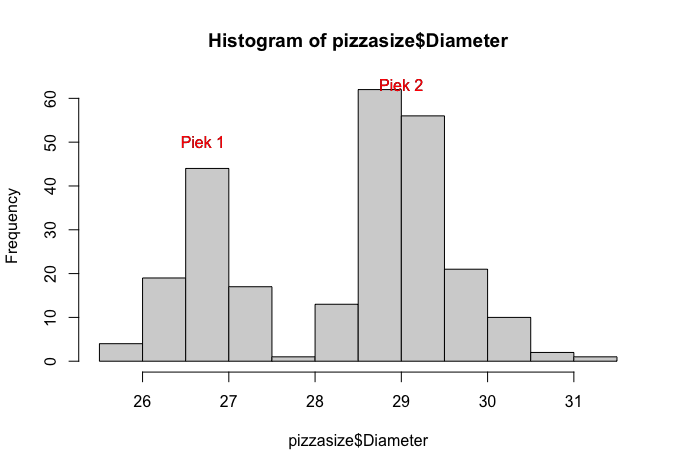 Histogram of pizzasize$Diameter
Piek 1
Piek 2
Frequency
60
50
40
30
20
10
0
26 27 28 29 30 31
pizzasize$Diameter